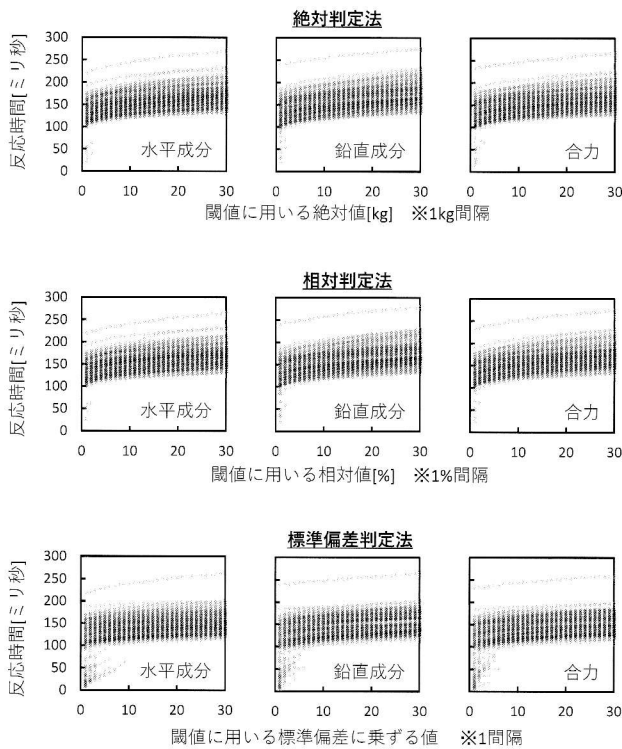 絶対判定法
反応時間[ミリ秒]
300
250
200
150
100
50
0
水平成分
鉛直成分
合力
0 10 20 30 0 10 20 30 0 10 20 30
閾値に用いる絶対値[kg] ※1kg間隔
相対判定法
反応時間[ミリ秒]
300
250
200
150
100
50
0
水平成分
鉛直成分
合力
0 10 20 30 0 10 20 30 0 10 20 30
閾値に用いる相対値[%] ※1%間隔
標準偏差判定法
反応時間[ミリ秒]
300
250
200
150
100
50
0
水平成分
鉛直成分
合力
0 10 20 30 0 10 20 30 0 10 20 30
閾値に用いる標準偏差に乗ずる値 ※1間隔